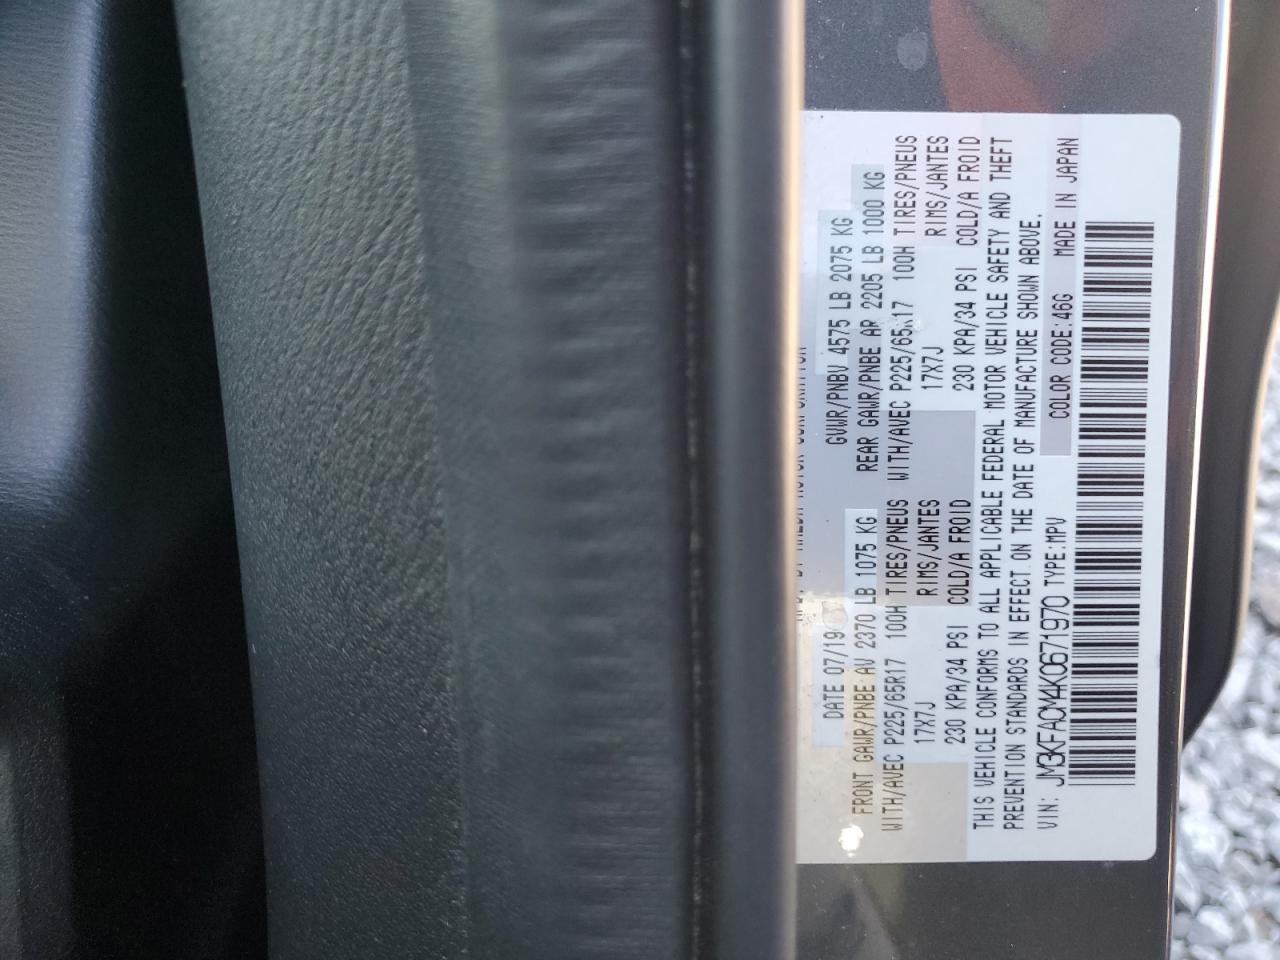 MFD. BY MAZDA MOTOR CORPORATION
DATE 07/19 GVWR/PNBV 4575 LB 2075 KG
FRONT GAWR/PNBE AV 2370 LB 1075 KG REAR GAWR/PNBE AR 2205 LB 1000 KG
WITH/AVEC P225/65R17 100H TIRES/PNEUS WITH/AVEC P225/65R17 100H TIRES/PNEUS
17X7J RIMS/JANTES 17X7J RIMS/JANTES
230 KPA/34 PSI COLD/A FROID 230 KPA/34 PSI COLD/A FROID
THIS VEHICLE CONFORMS TO ALL APPLICABLE FEDERAL MOTOR VEHICLE SAFETY AND THEFT
PREVENTION STANDARDS IN EFFECT ON THE DATE OF MANUFACTURE SHOWN ABOVE.
VIN: JM3KFACM4K0671970 TYPE:MPV COLOR CODE:46G MADE IN JAPAN